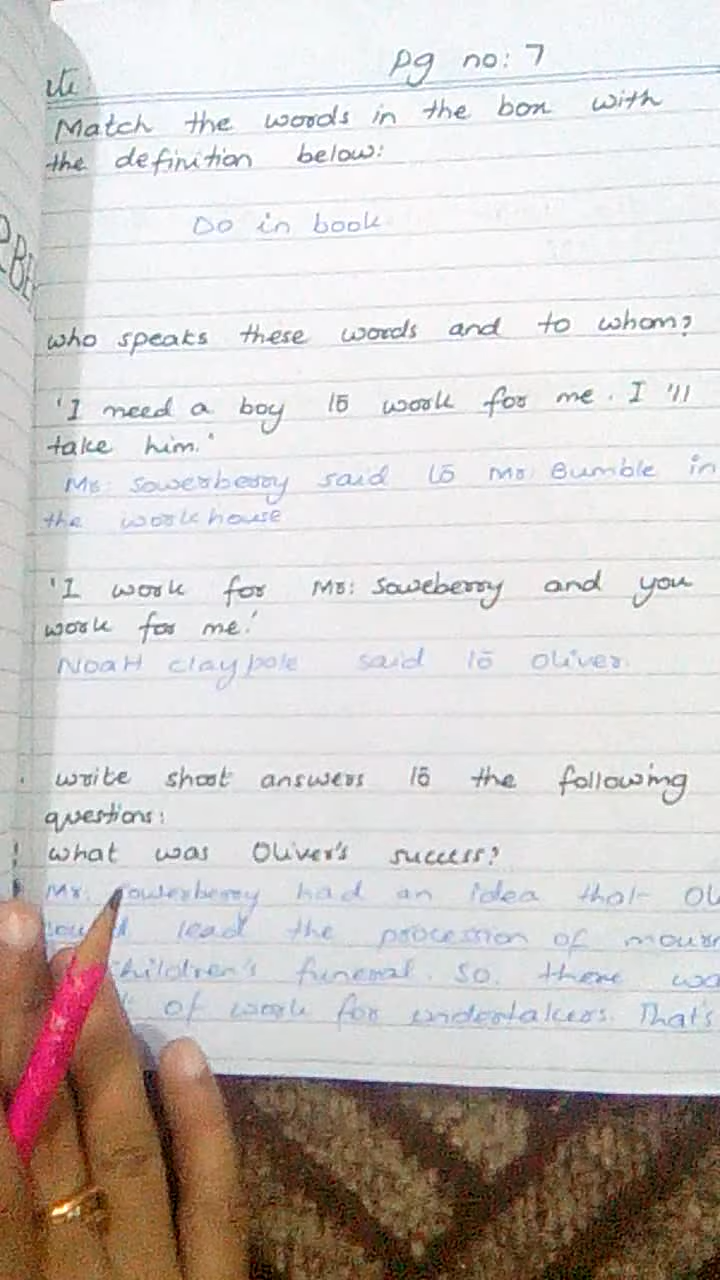 pg no: 7
Match the words in the box with
the definition below:
Do in book
who speaks these words and to whom?
'I need a boy to work for me. I'll
take him.'
Mr. Sowerberry said to Mr. Bumble in
the workhouse
'I work for Mr: Soweberry and you
work for me.'
Noah claypole said to Oliver.
write short answers to the following
questions:
what was Oliver's success?
Mr. Sowerberry had an idea that
lead the procession of
children's funeral. So, there
of work for undertakers. That's